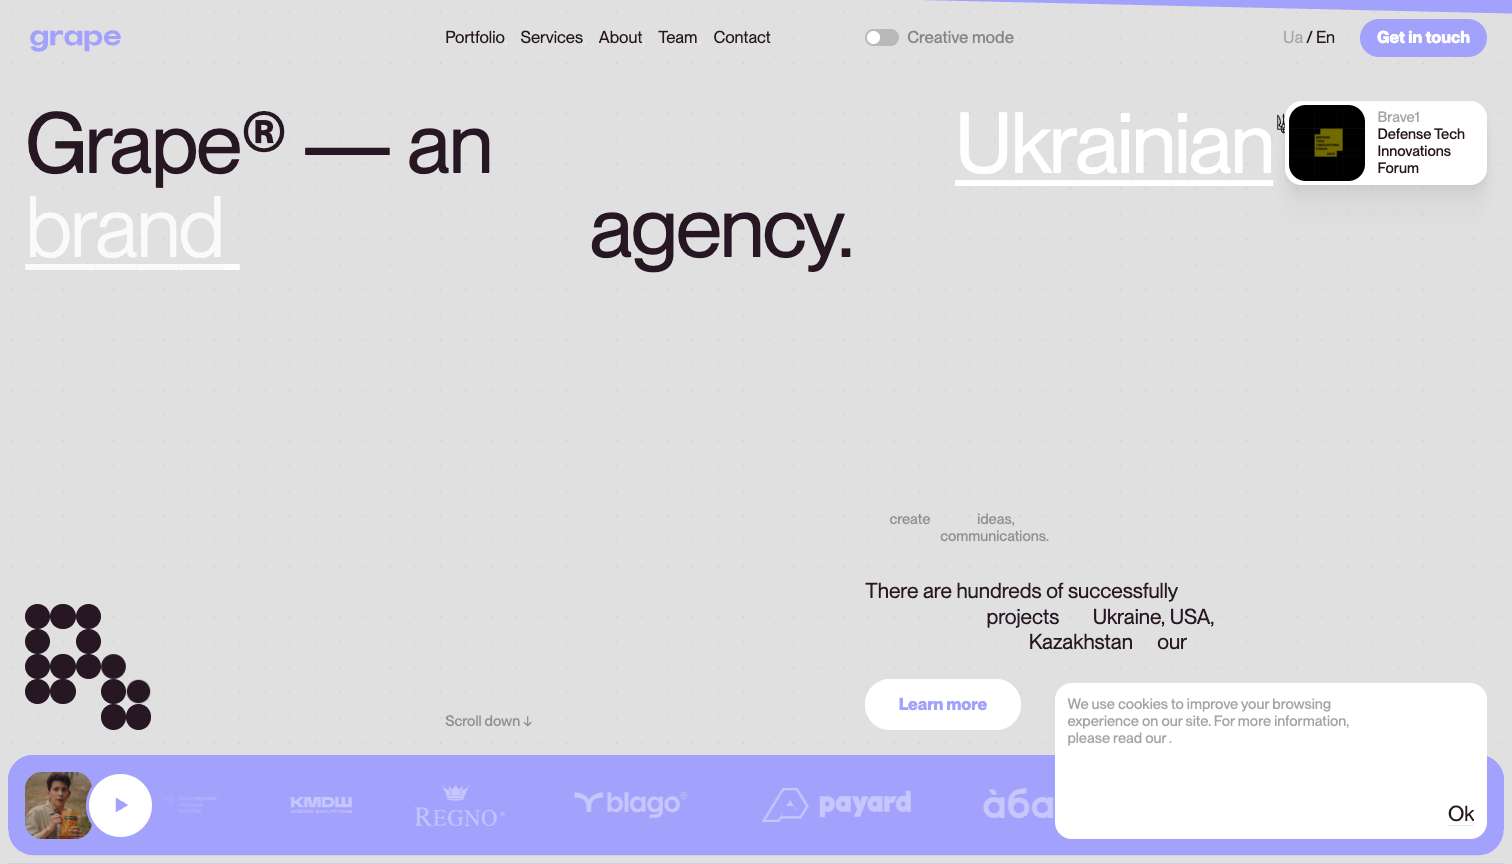 grape
Portfolio Services About Team Contact
Creative mode
Ua / En
Get in touch
Grape® — an Ukrainian
brand agency.
Brave1
Defense Tech
Innovations
Forum
create ideas,
communications.
There are hundreds of successfully
projects Ukraine, USA,
Kazakhstan our
Learn more
Scroll down ↓
We use cookies to improve your browsing
experience on our site. For more information,
please read our .
Ok
KMDW
REGNO
blago
payard
àба